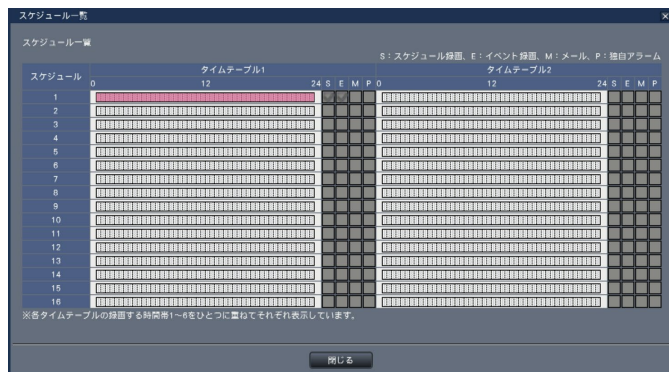 スケジュール一覧
×
スケジュール一覧
S：スケジュール録画、E：イベント録画、M：メール、P：独自アラーム
スケジュール タイムテーブル1 タイムテーブル2
0 12 24 S E M P 0 12 24 S E M P
1
2
3
4
5
6
7
8
9
10
11
12
13
14
15
16
※各タイムテーブルの録画する時間帯1～6をひとつに重ねてそれぞれ表示しています。
閉じる